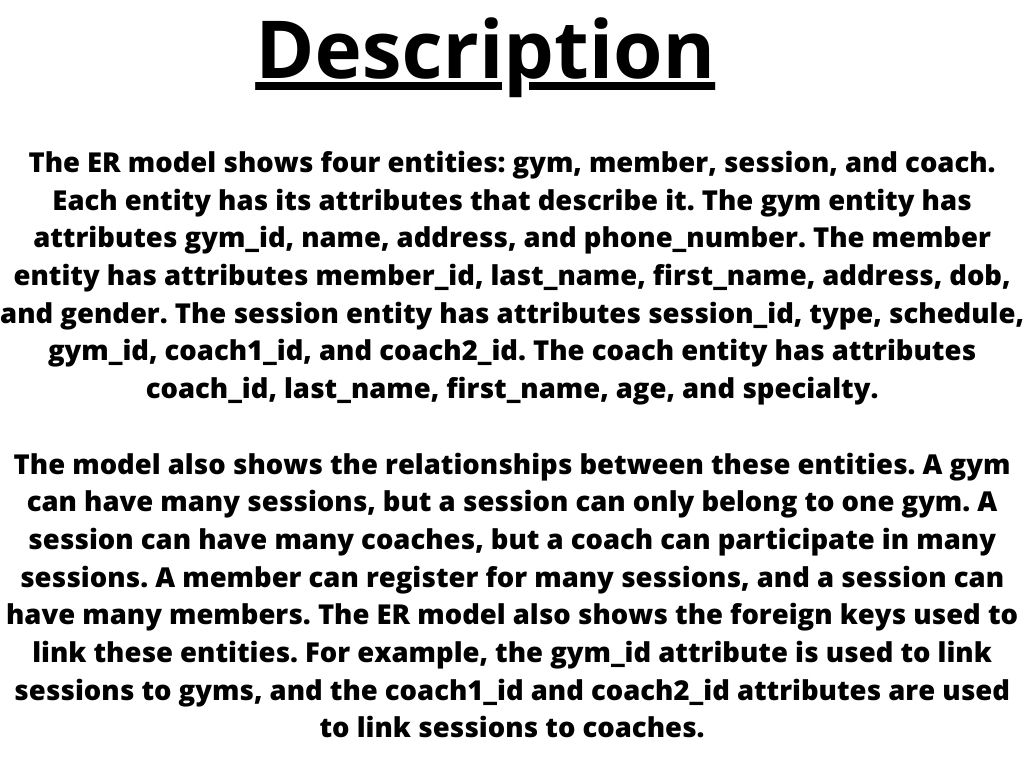 Description
The ER model shows four entities: gym, member, session, and coach.
Each entity has its attributes that describe it. The gym entity has
attributes gym_id, name, address, and phone_number. The member
entity has attributes member_id, last_name, first_name, address, dob,
and gender. The session entity has attributes session_id, type, schedule,
gym_id, coach1_id, and coach2_id. The coach entity has attributes
coach_id, last_name, first_name, age, and specialty.
The model also shows the relationships between these entities. A gym
can have many sessions, but a session can only belong to one gym. A
session can have many coaches, but a coach can participate in many
sessions. A member can register for many sessions, and a session can
have many members. The ER model also shows the foreign keys used to
link these entities. For example, the gym_id attribute is used to link
sessions to gyms, and the coach1_id and coach2_id attributes are used
to link sessions to coaches.